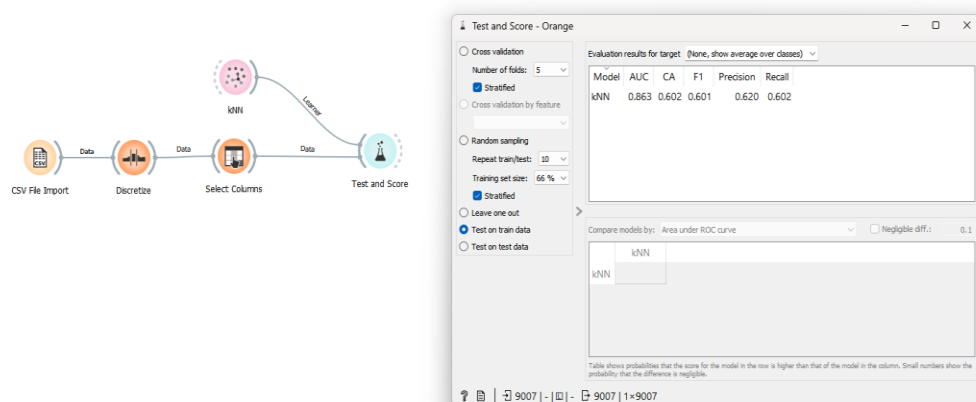 kNN
Learner
CSV File Import
Data
Discretize
Data
Select Columns
Data
Test and Score
Test and Score - Orange
Cross validation
Number of folds: 5
Stratified
Cross validation by feature
Random sampling
Repeat train/test: 10
Training set size: 66 %
Stratified
Leave one out
Test on train data
Test on test data
Evaluation results for target (None, show average over classes)
Model AUC CA F1 Precision Recall
kNN 0.863 0.602 0.601 0.620 0.602
Compare models by: Area under ROC curve Negligible diff.: 0.1
kNN
kNN
Table shows probabilities that the score for the model in the row is higher than that of the model in the column. Small numbers show the
probability that the difference is negligible.
? 9007 | - | - 9007 | 1×9007
CSV